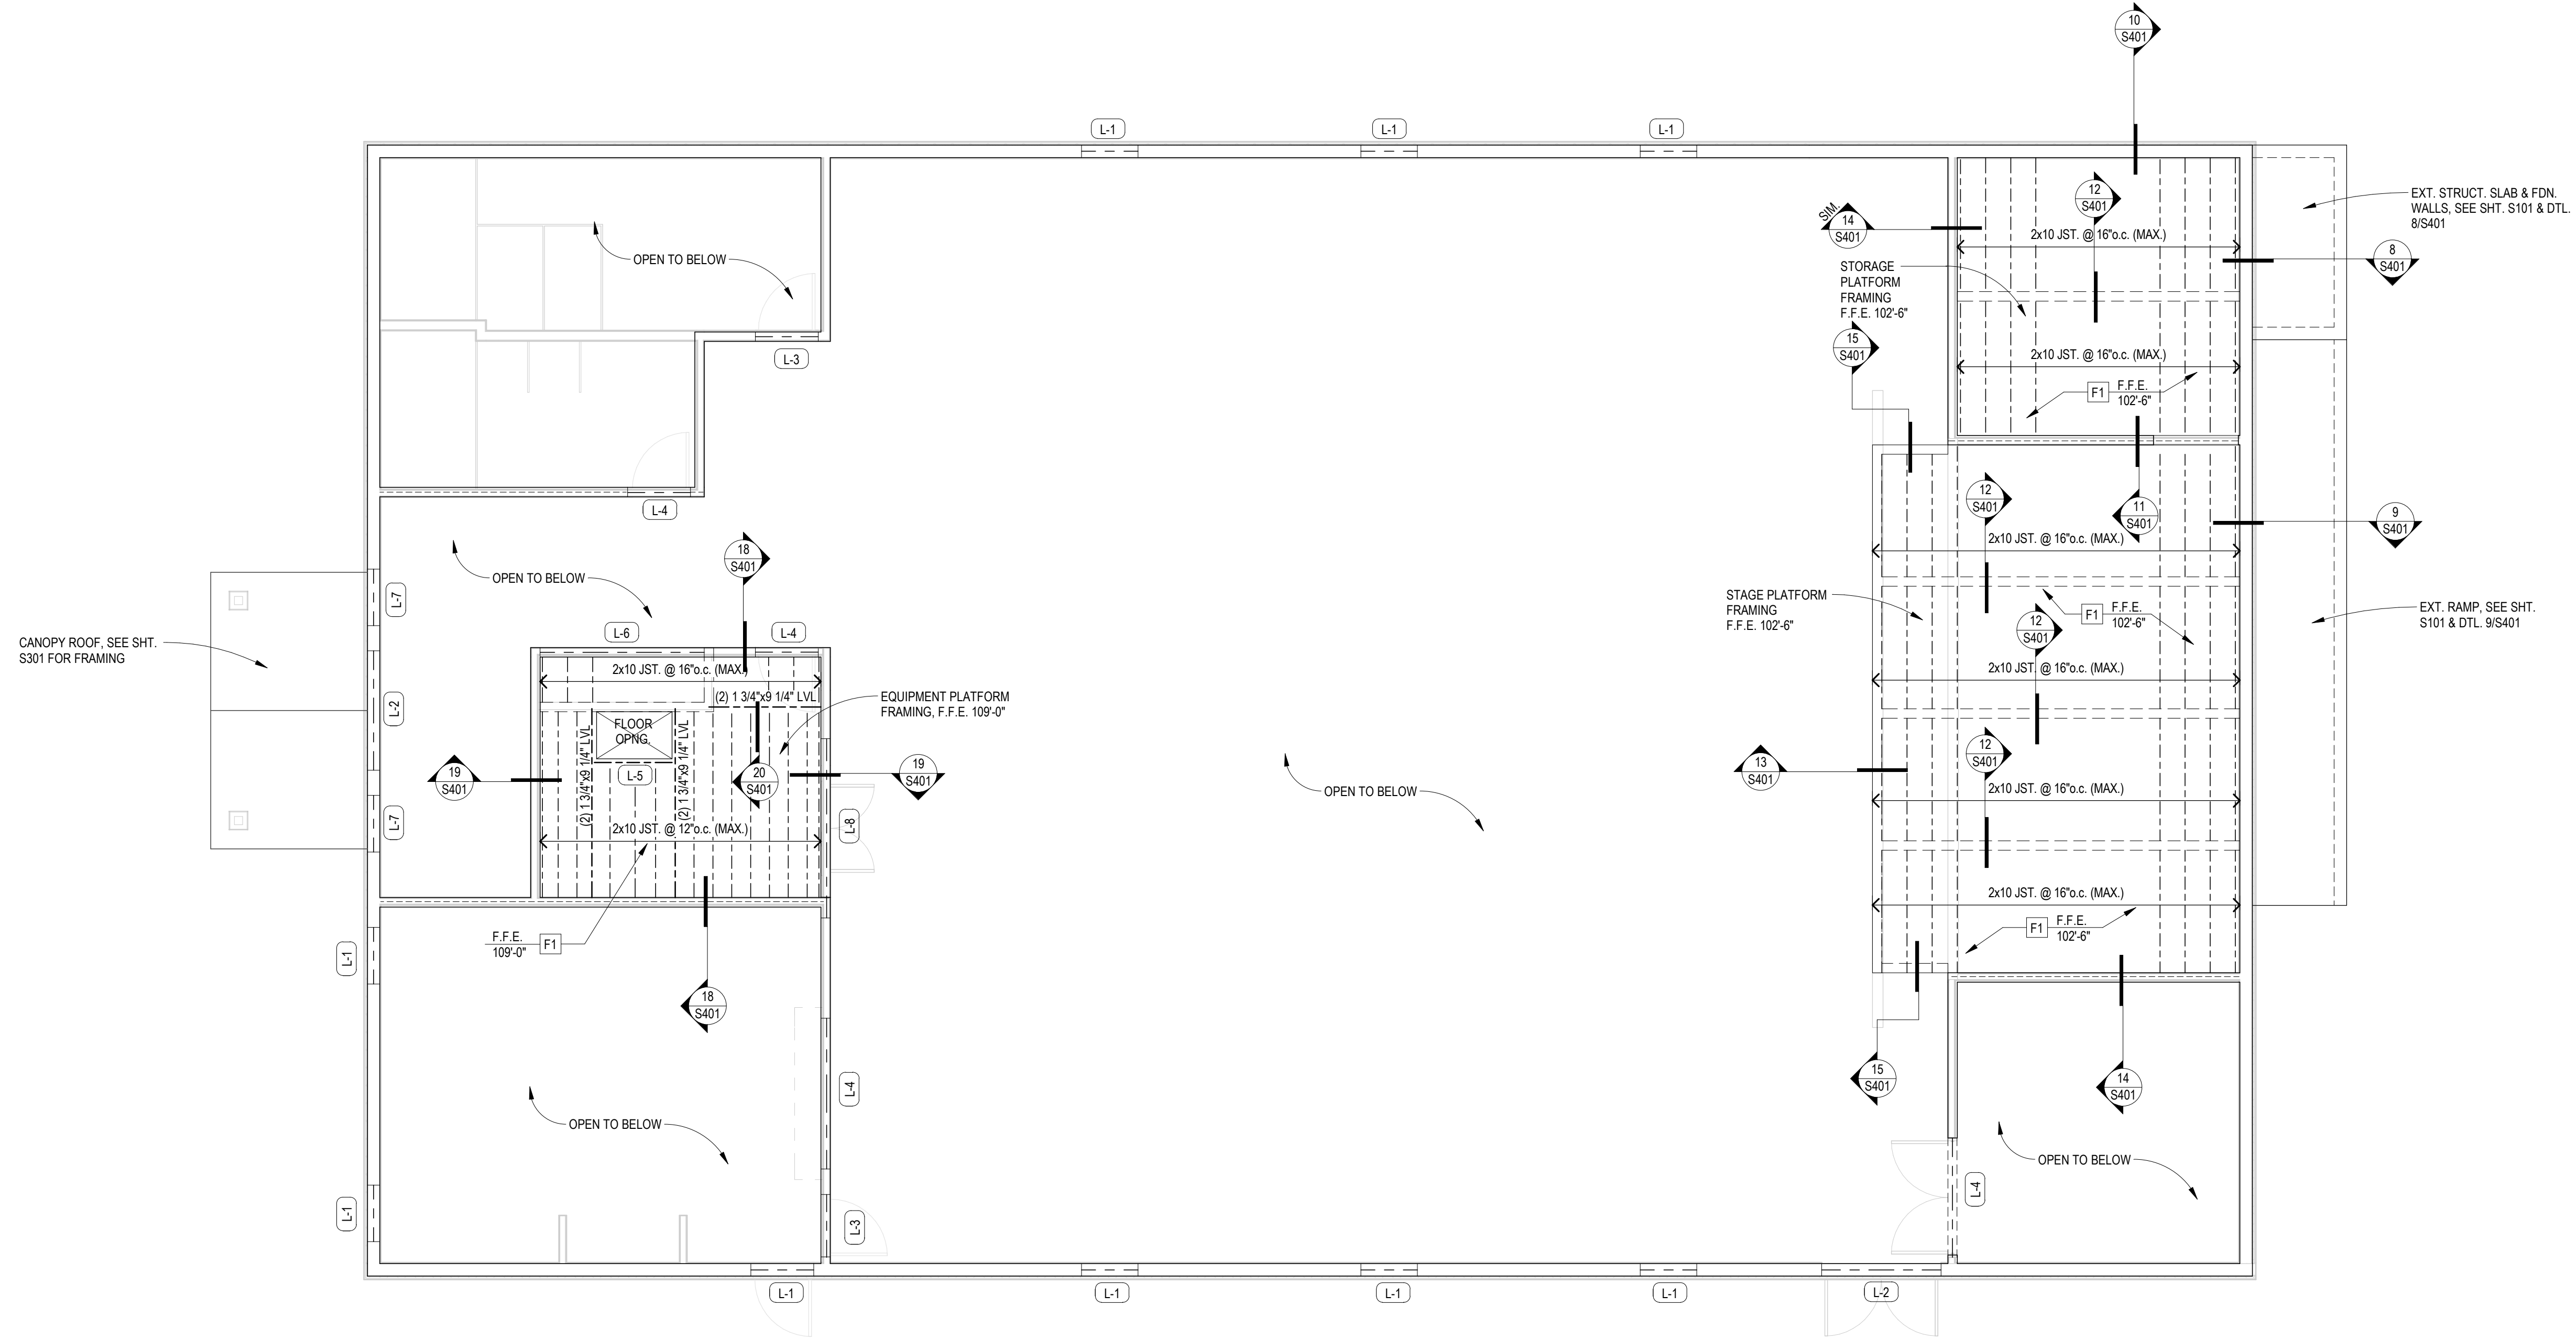 10
S401
L-1
L-1
L-1
EXT. STRUCT. SLAB & FDN.
WALLS, SEE SHT. S101 & DTL.
8/S401
12
S401
SIM.
14
S401
2x10 JST. @ 16"o.c. (MAX.)
8
S401
OPEN TO BELOW
STORAGE
PLATFORM
FRAMING
F.F.E. 102'-6"
15
S401
L-3
2x10 JST. @ 16"o.c. (MAX.)
F1
F.F.E.
102'-6"
L-4
12
S401
11
S401
9
S401
2x10 JST. @ 16"o.c. (MAX.)
18
S401
OPEN TO BELOW
L-7
STAGE PLATFORM
FRAMING
F.F.E. 102'-6"
F1
F.F.E.
102'-6"
EXT. RAMP, SEE SHT.
S101 & DTL. 9/S401
CANOPY ROOF, SEE SHT.
S301 FOR FRAMING
L-6
L-4
12
S401
2x10 JST. @ 16"o.c. (MAX.)
2x10 JST. @ 16"o.c. (MAX.)
(2) 1 3/4"x9 1/4" LVL
EQUIPMENT PLATFORM
FRAMING, F.F.E. 109'-0"
L-2
FLOOR
OPNG.
(2) 1 3/4"x9 1/4" LVL
(2) 1 3/4"x9 1/4" LVL
12
S401
19
S401
L-5
20
S401
19
S401
13
S401
OPEN TO BELOW
2x10 JST. @ 16"o.c. (MAX.)
L-7
2x10 JST. @ 12"o.c. (MAX.)
L-8
2x10 JST. @ 16"o.c. (MAX.)
F.F.E.
109'-0"
F1
F1
F.F.E.
102'-6"
L-1
18
S401
15
S401
14
S401
L-4
OPEN TO BELOW
OPEN TO BELOW
L-1
L-3
L-4
L-1
L-1
L-1
L-1
L-2